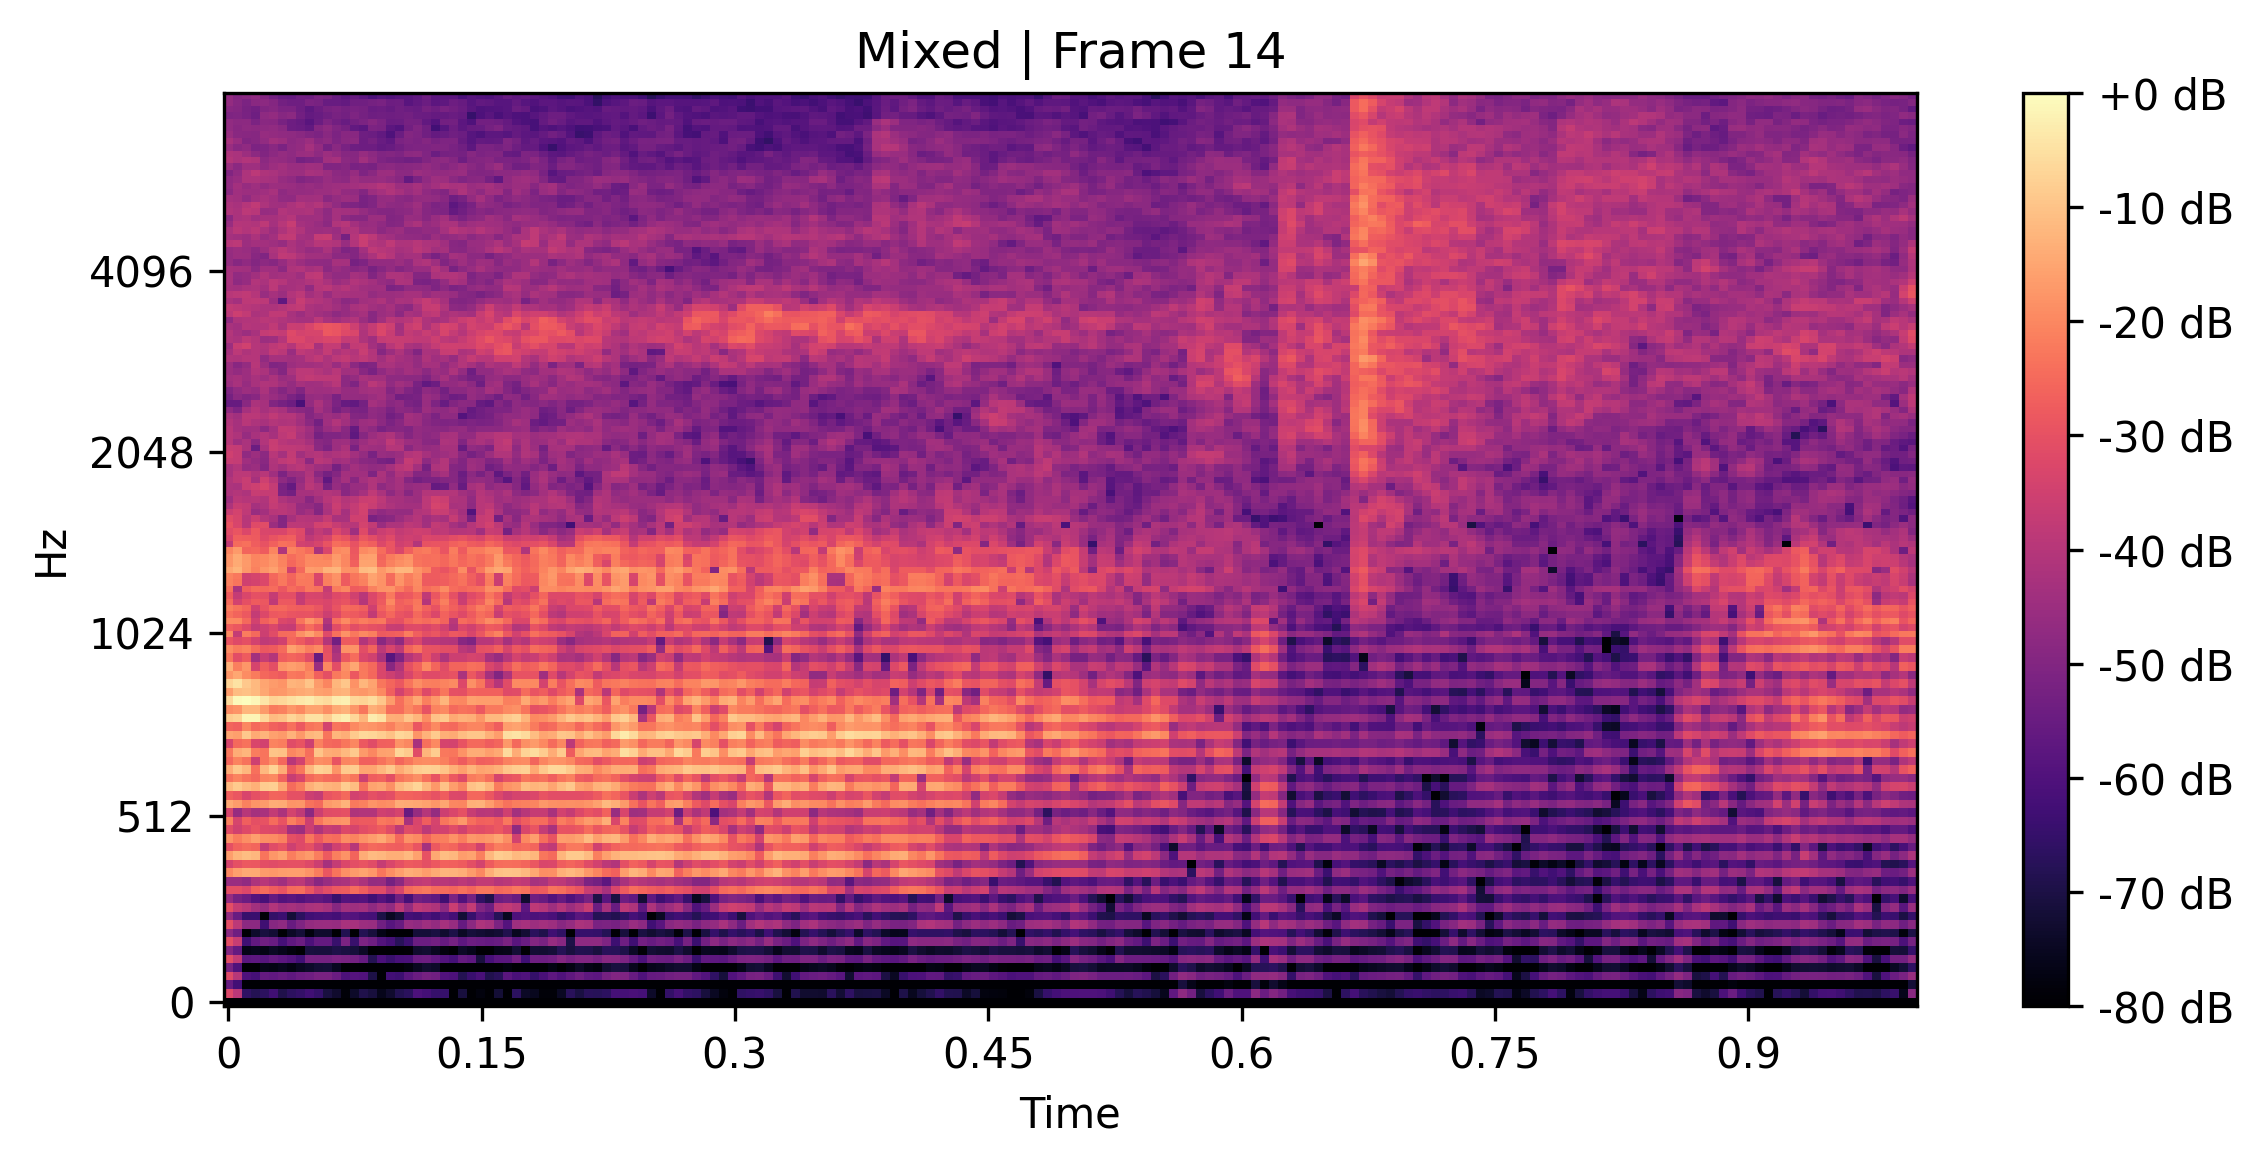 Mixed | Frame 14
Hz
4096
2048
1024
512
0
0 0.15 0.3 0.45 0.6 0.75 0.9
Time
+0 dB
-10 dB
-20 dB
-30 dB
-40 dB
-50 dB
-60 dB
-70 dB
-80 dB